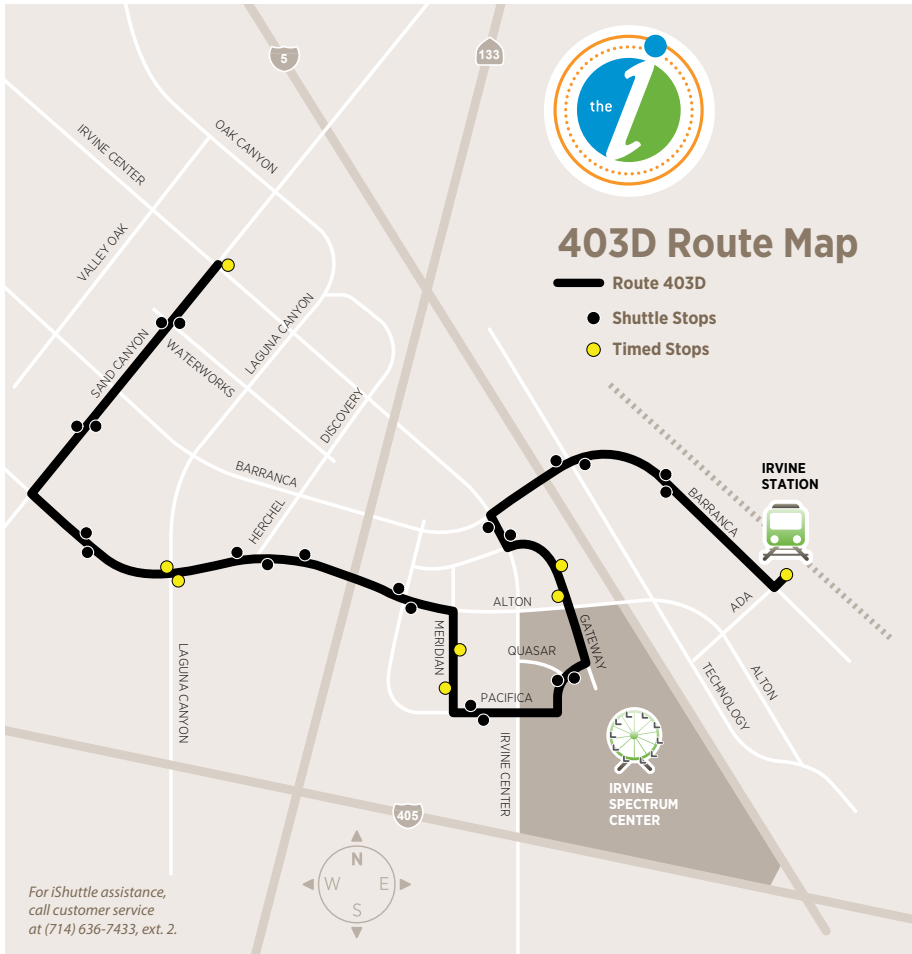 5
133
the i
OAK CANYON
IRVINE CENTER
VALLEY OAK
403D Route Map
Route 403D
Shuttle Stops
Timed Stops
LAGUNA CANYON
SAND CANYON
WATERWORKS
DISCOVERY
BARRANCA
HERCHEL
IRVINE
STATION
BARRANCA
ADA
ALTON
GATEWAY
MERIDIAN
QUASAR
PACIFICA
LAGUNA CANYON
IRVINE CENTER
TECHNOLOGY
ALTON
IRVINE
SPECTRUM
CENTER
405
N
W E
S
For iShuttle assistance,
call customer service
at (714) 636-7433, ext. 2.